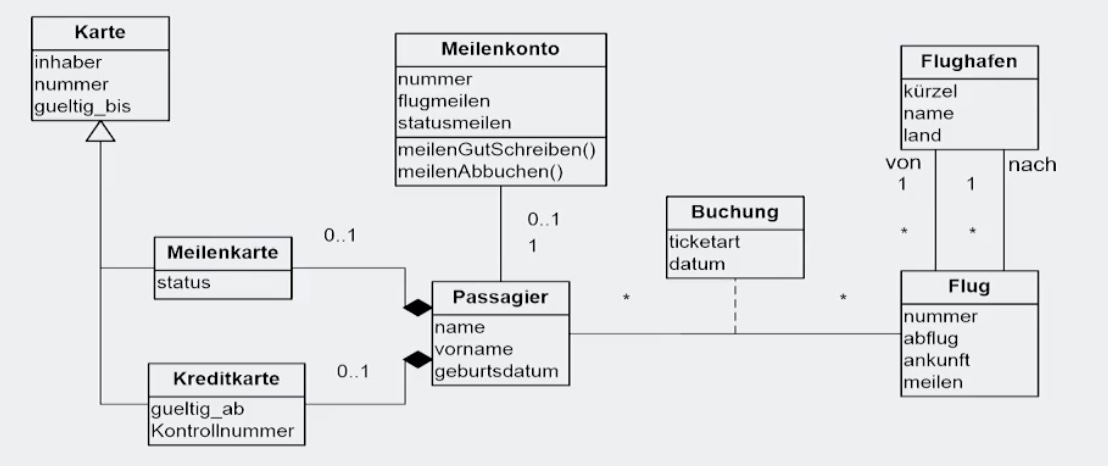 Karte
inhaber
nummer
gueltig_bis
Meilenkonto
nummer
flugmeilen
statusmeilen
meilenGutSchreiben()
meilenAbbuchen()
Flughafen
kürzel
name
land
von
nach
1
1
*
*
Buchung
ticketart
datum
0..1
1
0..1
Meilenkarte
status
Passagier
name
vorname
geburtsdatum
*
*
Flug
nummer
abflug
ankunft
meilen
0..1
Kreditkarte
gueltig_ab
Kontrollnummer